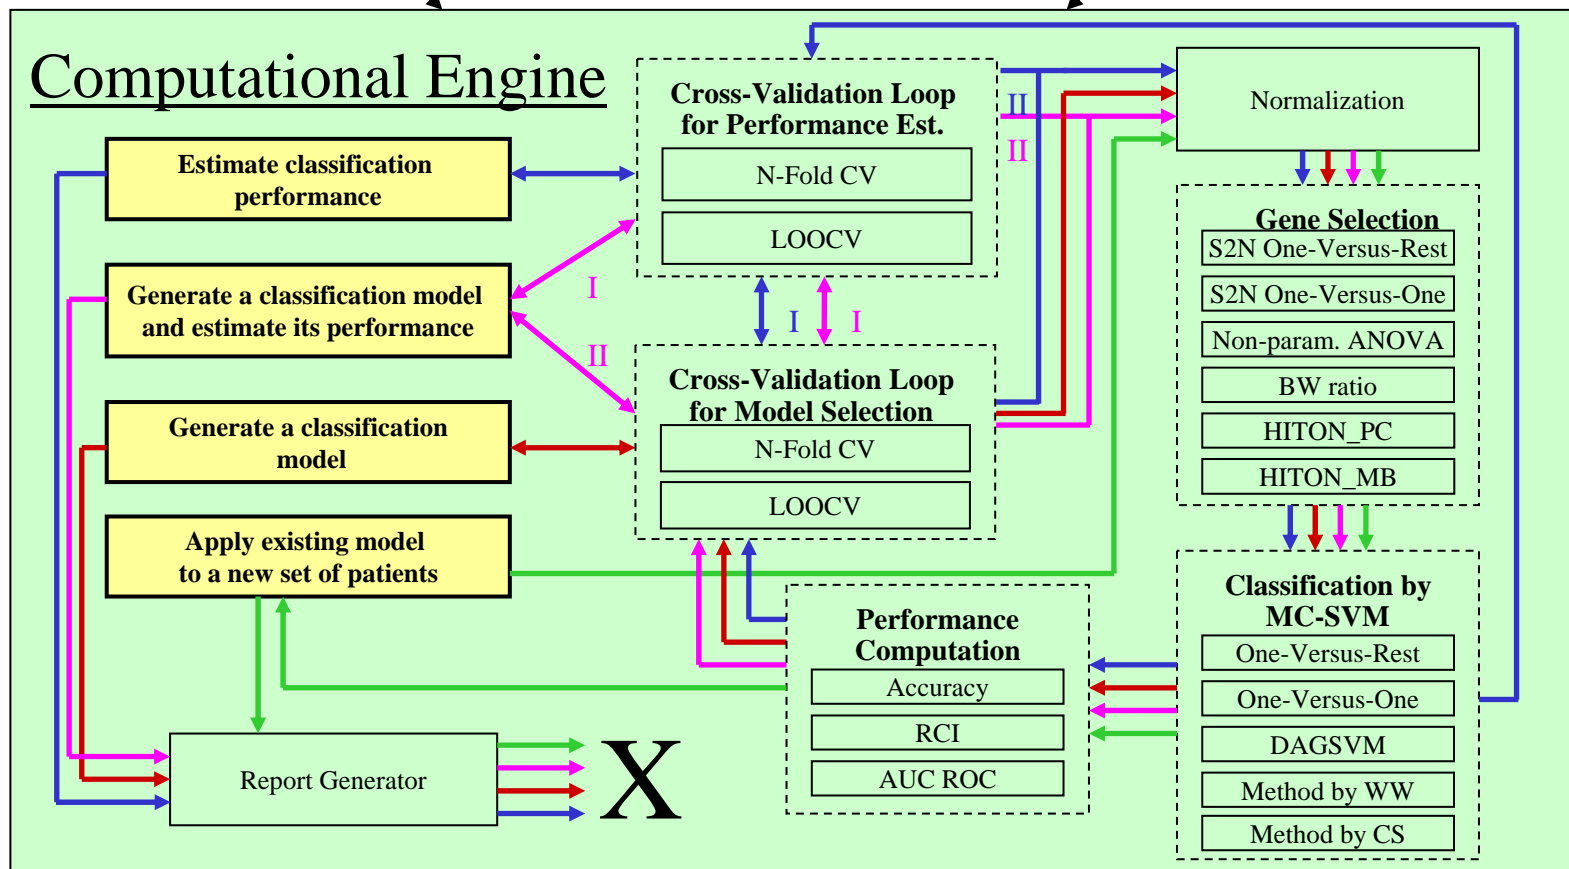 Computational Engine
Estimate classification
performance
Generate a classification model
and estimate its performance
Generate a classification
model
Apply existing model
to a new set of patients
Report Generator
X
Cross-Validation Loop
for Performance Est.
N-Fold CV
LOOCV
I
II
I
I
II
II
Cross-Validation Loop
for Model Selection
N-Fold CV
LOOCV
Performance
Computation
Accuracy
RCI
AUC ROC
Normalization
Gene Selection
S2N One-Versus-Rest
S2N One-Versus-One
Non-param. ANOVA
BW ratio
HITON_PC
HITON_MB
Classification by
MC-SVM
One-Versus-Rest
One-Versus-One
DAGSVM
Method by WW
Method by CS